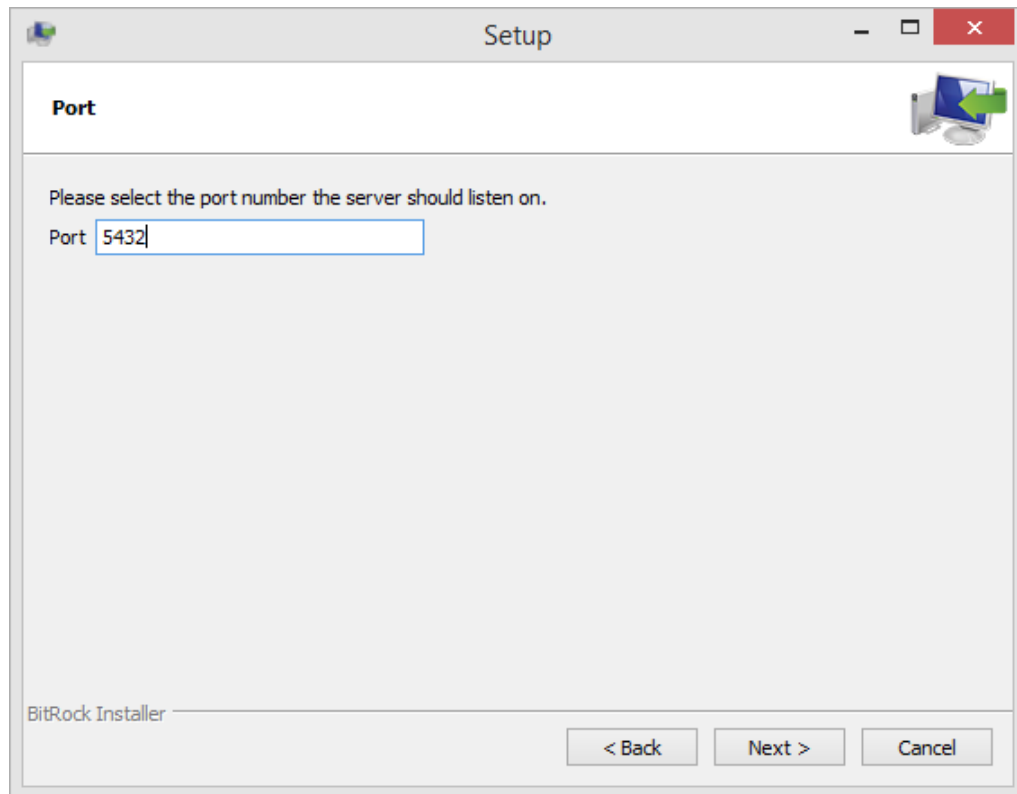 Setup
Port
Please select the port number the server should listen on.
Port 5432
BitRock Installer
< Back Next > Cancel